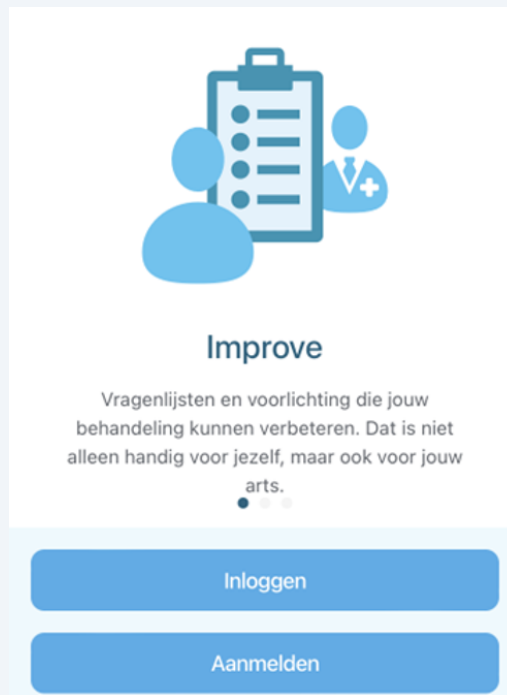 Improve
Vragenlijsten en voorlichting die jouw
behandeling kunnen verbeteren. Dat is niet
alleen handig voor jezelf, maar ook voor jouw
arts.
Inloggen
Aanmelden